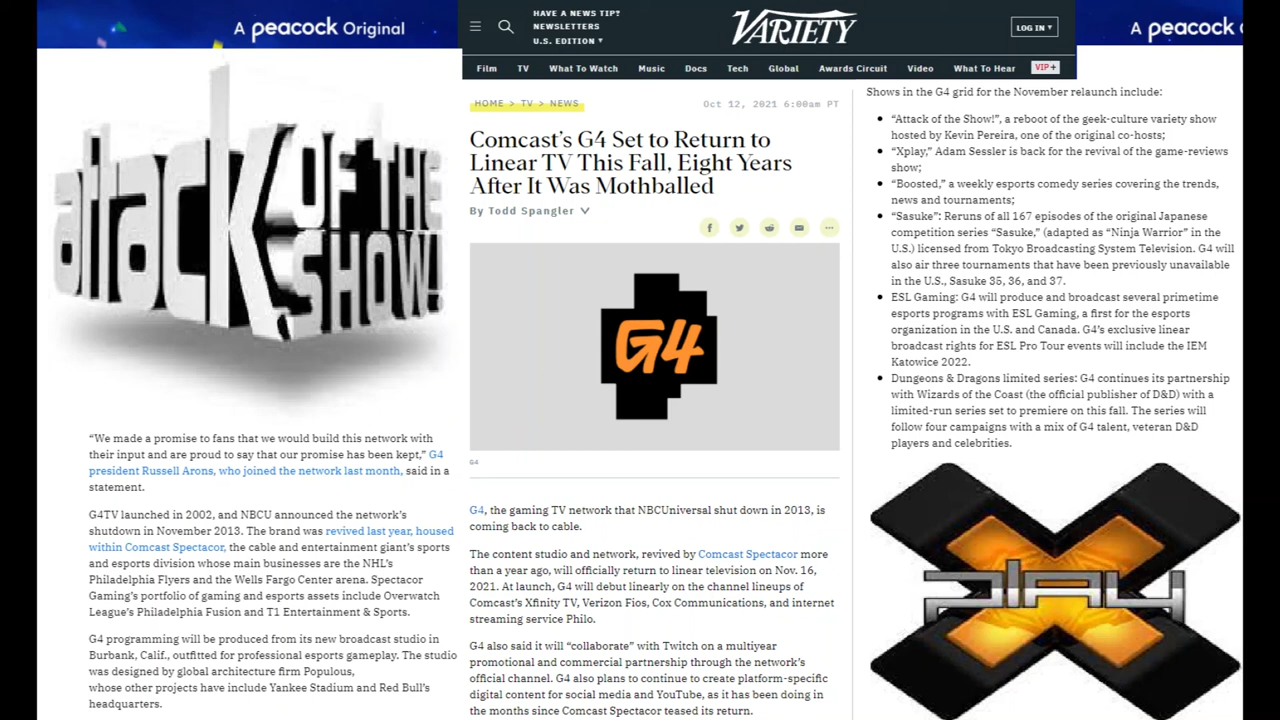 A peacock Original
attack OF THE SHOW!
“We made a promise to fans that we would build this network with
their input and are proud to say that our promise has been kept,” G4
president Russell Arons, who joined the network last month, said in a
statement.
G4TV launched in 2002, and NBCU announced the network’s
shutdown in November 2013. The brand was revived last year, housed
within Comcast Spectacor, the cable and entertainment giant’s sports
and esports division whose main businesses are the NHL’s
Philadelphia Flyers and the Wells Fargo Center arena. Spectacor
Gaming’s portfolio of gaming and esports assets include Overwatch
League’s Philadelphia Fusion and T1 Entertainment & Sports.
G4 programming will be produced from its new broadcast studio in
Burbank, Calif., outfitted for professional esports gameplay. The studio
was designed by global architecture firm Populous,
whose other projects have include Yankee Stadium and Red Bull’s
headquarters.
HAVE A NEWS TIP?
NEWSLETTERS
U.S. EDITION
VARIETY
LOG IN
Film TV What To Watch Music Docs Tech Global Awards Circuit Video What To Hear VIP+
HOME > TV > NEWS
Oct 12, 2021 6:00am PT
Comcast’s G4 Set to Return to
Linear TV This Fall, Eight Years
After It Was Mothballed
By Todd Spangler
G4
G4
G4, the gaming TV network that NBCUniversal shut down in 2013, is
coming back to cable.
The content studio and network, revived by Comcast Spectacor more
than a year ago, will officially return to linear television on Nov. 16,
2021. At launch, G4 will debut linearly on the channel lineups of
Comcast’s Xfinity TV, Verizon Fios, Cox Communications, and internet
streaming service Philo.
G4 also said it will “collaborate” with Twitch on a multiyear
promotional and commercial partnership through the network’s
official channel. G4 also plans to continue to create platform-specific
digital content for social media and YouTube, as it has been doing in
the months since Comcast Spectacor teased its return.
A peacock O
Shows in the G4 grid for the November relaunch include:
• “Attack of the Show!”, a reboot of the geek-culture variety show
hosted by Kevin Pereira, one of the original co-hosts;
• “Xplay,” Adam Sessler is back for the revival of the game-reviews
show;
• “Boosted,” a weekly esports comedy series covering the trends,
news and tournaments;
• “Sasuke”: Reruns of all 167 episodes of the original Japanese
competition series “Sasuke,” (adapted as “Ninja Warrior” in the
U.S.) licensed from Tokyo Broadcasting System Television. G4 will
also air three tournaments that have been previously unavailable
in the U.S., Sasuke 35, 36, and 37.
• ESL Gaming: G4 will produce and broadcast several primetime
esports programs with ESL Gaming, a first for the esports
organization in the U.S. and Canada. G4’s exclusive linear
broadcast rights for ESL Pro Tour events will include the IEM
Katowice 2022.
• Dungeons & Dragons limited series: G4 continues its partnership
with Wizards of the Coast (the official publisher of D&D) with a
limited-run series set to premiere on this fall. The series will
follow four campaigns with a mix of G4 talent, veteran D&D
players and celebrities.
X PLAY